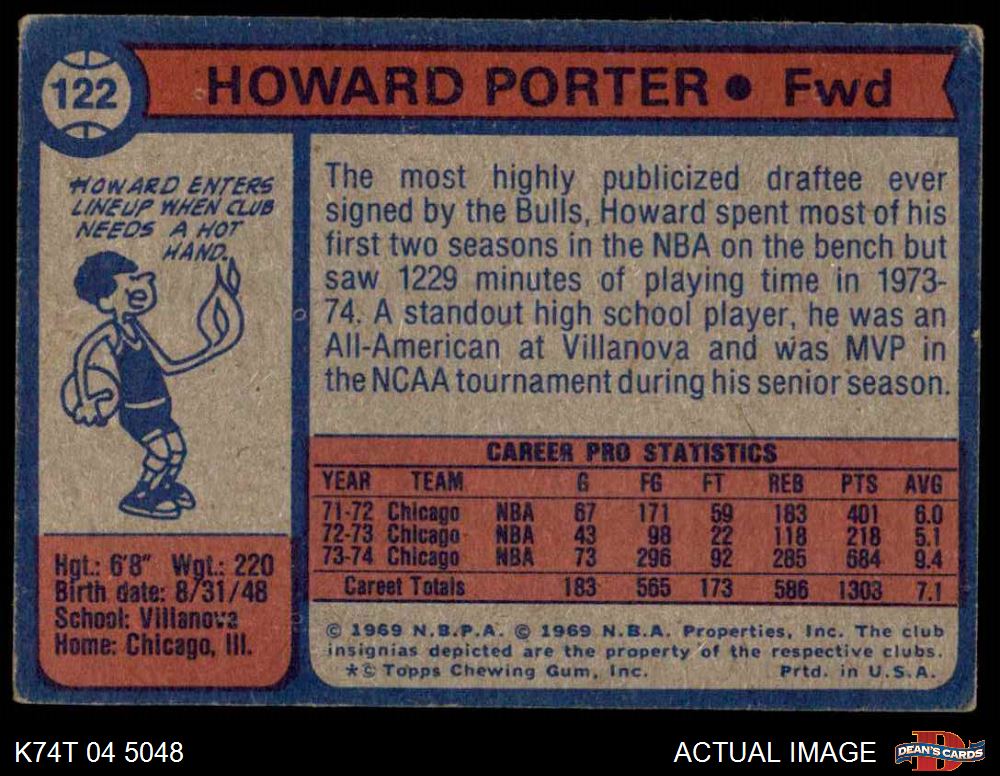 122
HOWARD PORTER • Fwd
HOWARD ENTERS
LINEUP WHEN CLUB
NEEDS A HOT
HAND.
The most highly publicized draftee ever
signed by the Bulls, Howard spent most of his
first two seasons in the NBA on the bench but
saw 1229 minutes of playing time in 1973-
74. A standout high school player, he was an
All-American at Villanova and was MVP in
the NCAA tournament during his senior season.
CAREER PRO STATISTICS
YEAR TEAM G FG FT REB PTS AVG
71-72 Chicago NBA 67 171 59 183 401 6.0
72-73 Chicago NBA 43 98 22 118 218 5.1
73-74 Chicago NBA 73 296 92 285 684 9.4
Career Totals 183 565 173 586 1303 7.1
Hgt.: 6'8" Wgt.: 220
Birth date: 8/31/48
School: Villanova
Home: Chicago, Ill.
© 1969 N.B.P.A. © 1969 N.B.A. Properties, Inc. The club
insignias depicted are the property of the respective clubs.
*© Topps Chewing Gum, Inc. Prtd. in U.S.A.
K74T 04 5048
ACTUAL IMAGE
D
DEAN'S CARDS